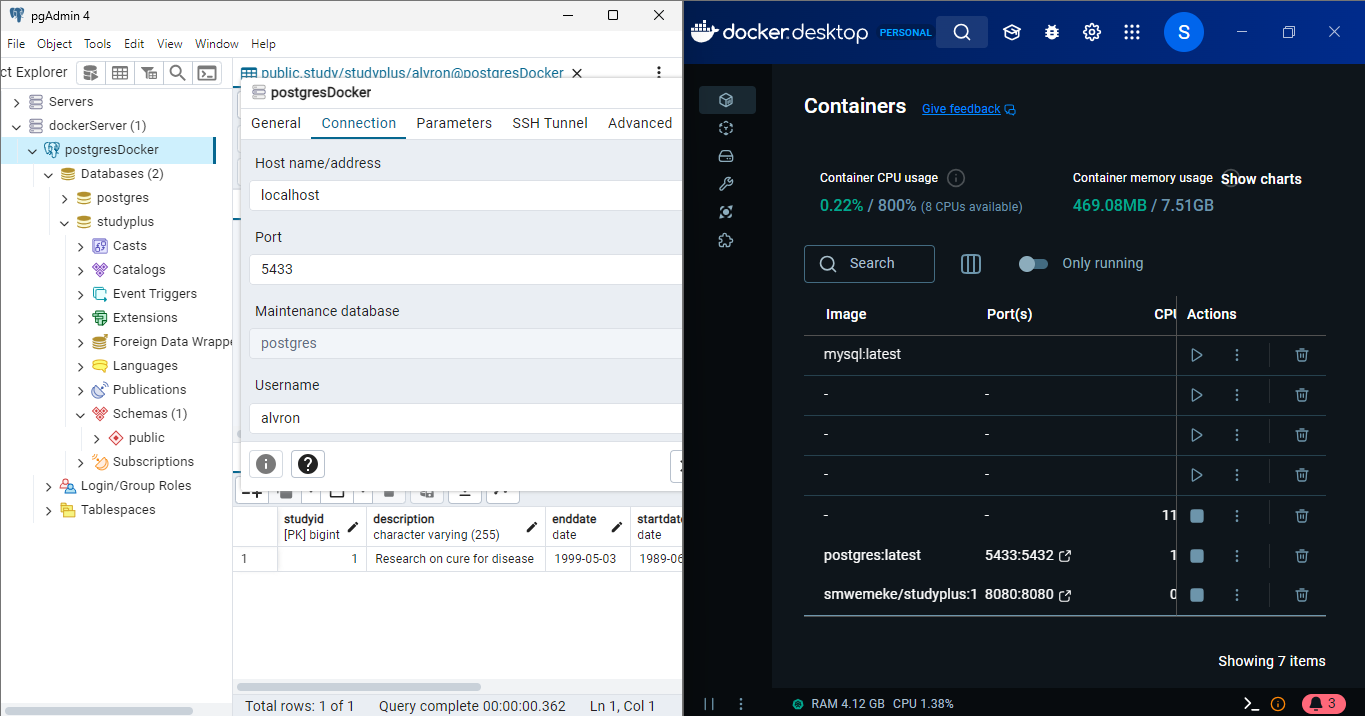 pgAdmin 4
File Object Tools Edit View Window Help
ct Explorer
Servers
dockerServer (1)
postgresDocker
Databases (2)
postgres
studyplus
Casts
Catalogs
Event Triggers
Extensions
Foreign Data Wrappe
Languages
Publications
Schemas (1)
public
Subscriptions
Login/Group Roles
Tablespaces
public.study/studyplus/alvron@postgresDocker
postgresDocker
General Connection Parameters SSH Tunnel Advanced
Host name/address
localhost
Port
5433
Maintenance database
postgres
Username
alvron
studyid description enddate startdate
[PK] bigint character varying (255) date date
1 1 Research on cure for disease 1999-05-03 1989-06
Total rows: 1 of 1 Query complete 00:00:00.362 Ln 1, Col 1
docker.desktop PERSONAL S
Containers Give feedback
Container CPU usage Container memory usage Show charts
0.22% / 800% (8 CPUs available) 469.08MB / 7.51GB
Search Only running
Image Port(s) CPU Actions
mysql:latest
- -
- -
- -
- - 11
postgres:latest 5433:5432 1
smwemeke/studyplus:1 8080:8080 0
Showing 7 items
RAM 4.12 GB CPU 1.38% 3